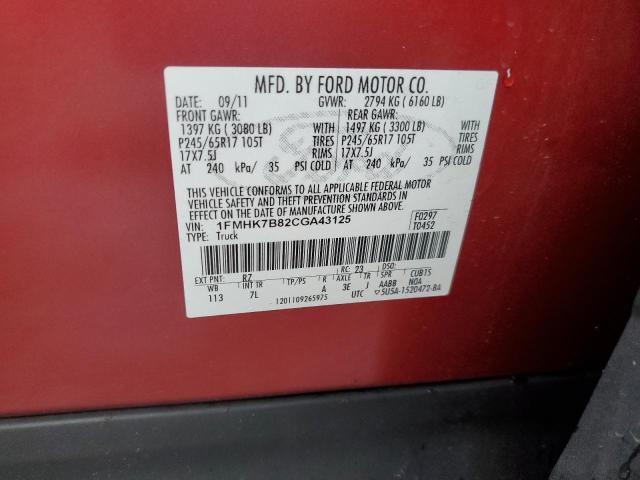 MFD. BY FORD MOTOR CO.
DATE: 09/11 GVWR: 2794 KG ( 6160 LB)
FRONT GAWR: REAR GAWR:
1397 KG ( 3080 LB) WITH 1497 KG ( 3300 LB) WITH
P245/65R17 105T TIRES P245/65R17 105T TIRES
17X7.5J RIMS 17X7.5J RIMS
AT 240 kPa/ 35 PSI COLD AT 240 kPa/ 35 PSI COLD
THIS VEHICLE CONFORMS TO ALL APPLICABLE FEDERAL MOTOR
VEHICLE SAFETY AND THEFT PREVENTION STANDARDS IN
EFFECT ON THE DATE OF MANUFACTURE SHOWN ABOVE.
VIN: 1FMHK7B82CGA43125 F0297
TYPE: Truck T0452
EXT PNT: RZ RC: 23 DSO:
WB INT TR TP/PS R AXLE TR SPR CUB1S
113 7L A 3E J AABB NOA
1201109265975 UTC 5U5A-1520472-BA
Ford